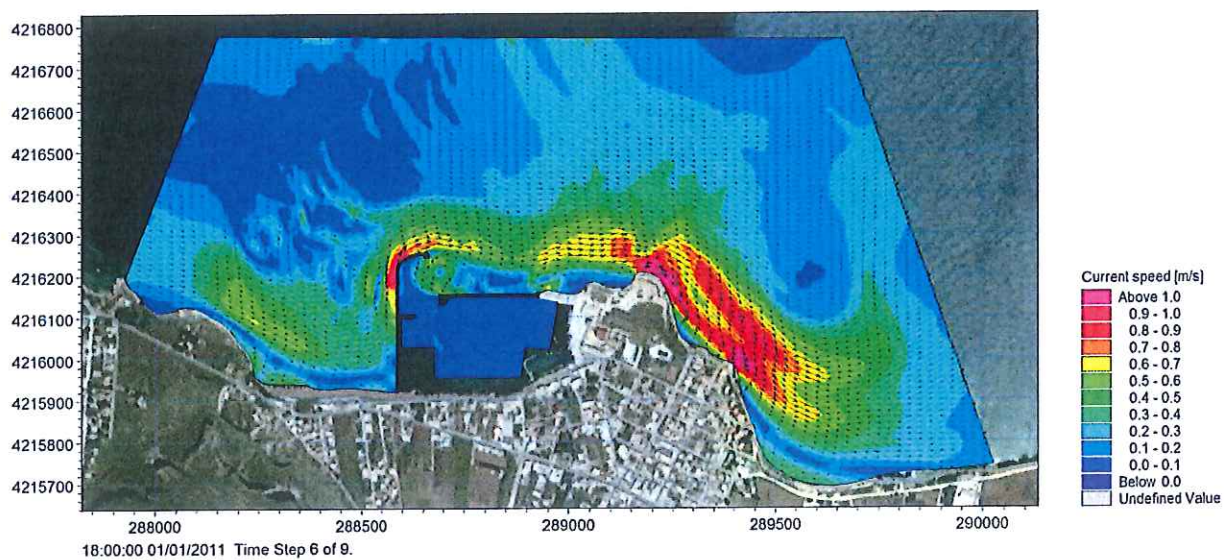 4216800
4216700
4216600
4216500
4216400
4216300
4216200
4216100
4216000
4215900
4215800
4215700
288000 288500 289000 289500 290000
18:00:00 01/01/2011 Time Step 6 of 9.
Current speed [m/s]
Above 1.0
0.9 - 1.0
0.8 - 0.9
0.7 - 0.8
0.6 - 0.7
0.5 - 0.6
0.4 - 0.5
0.3 - 0.4
0.2 - 0.3
0.1 - 0.2
0.0 - 0.1
Below 0.0
Undefined Value